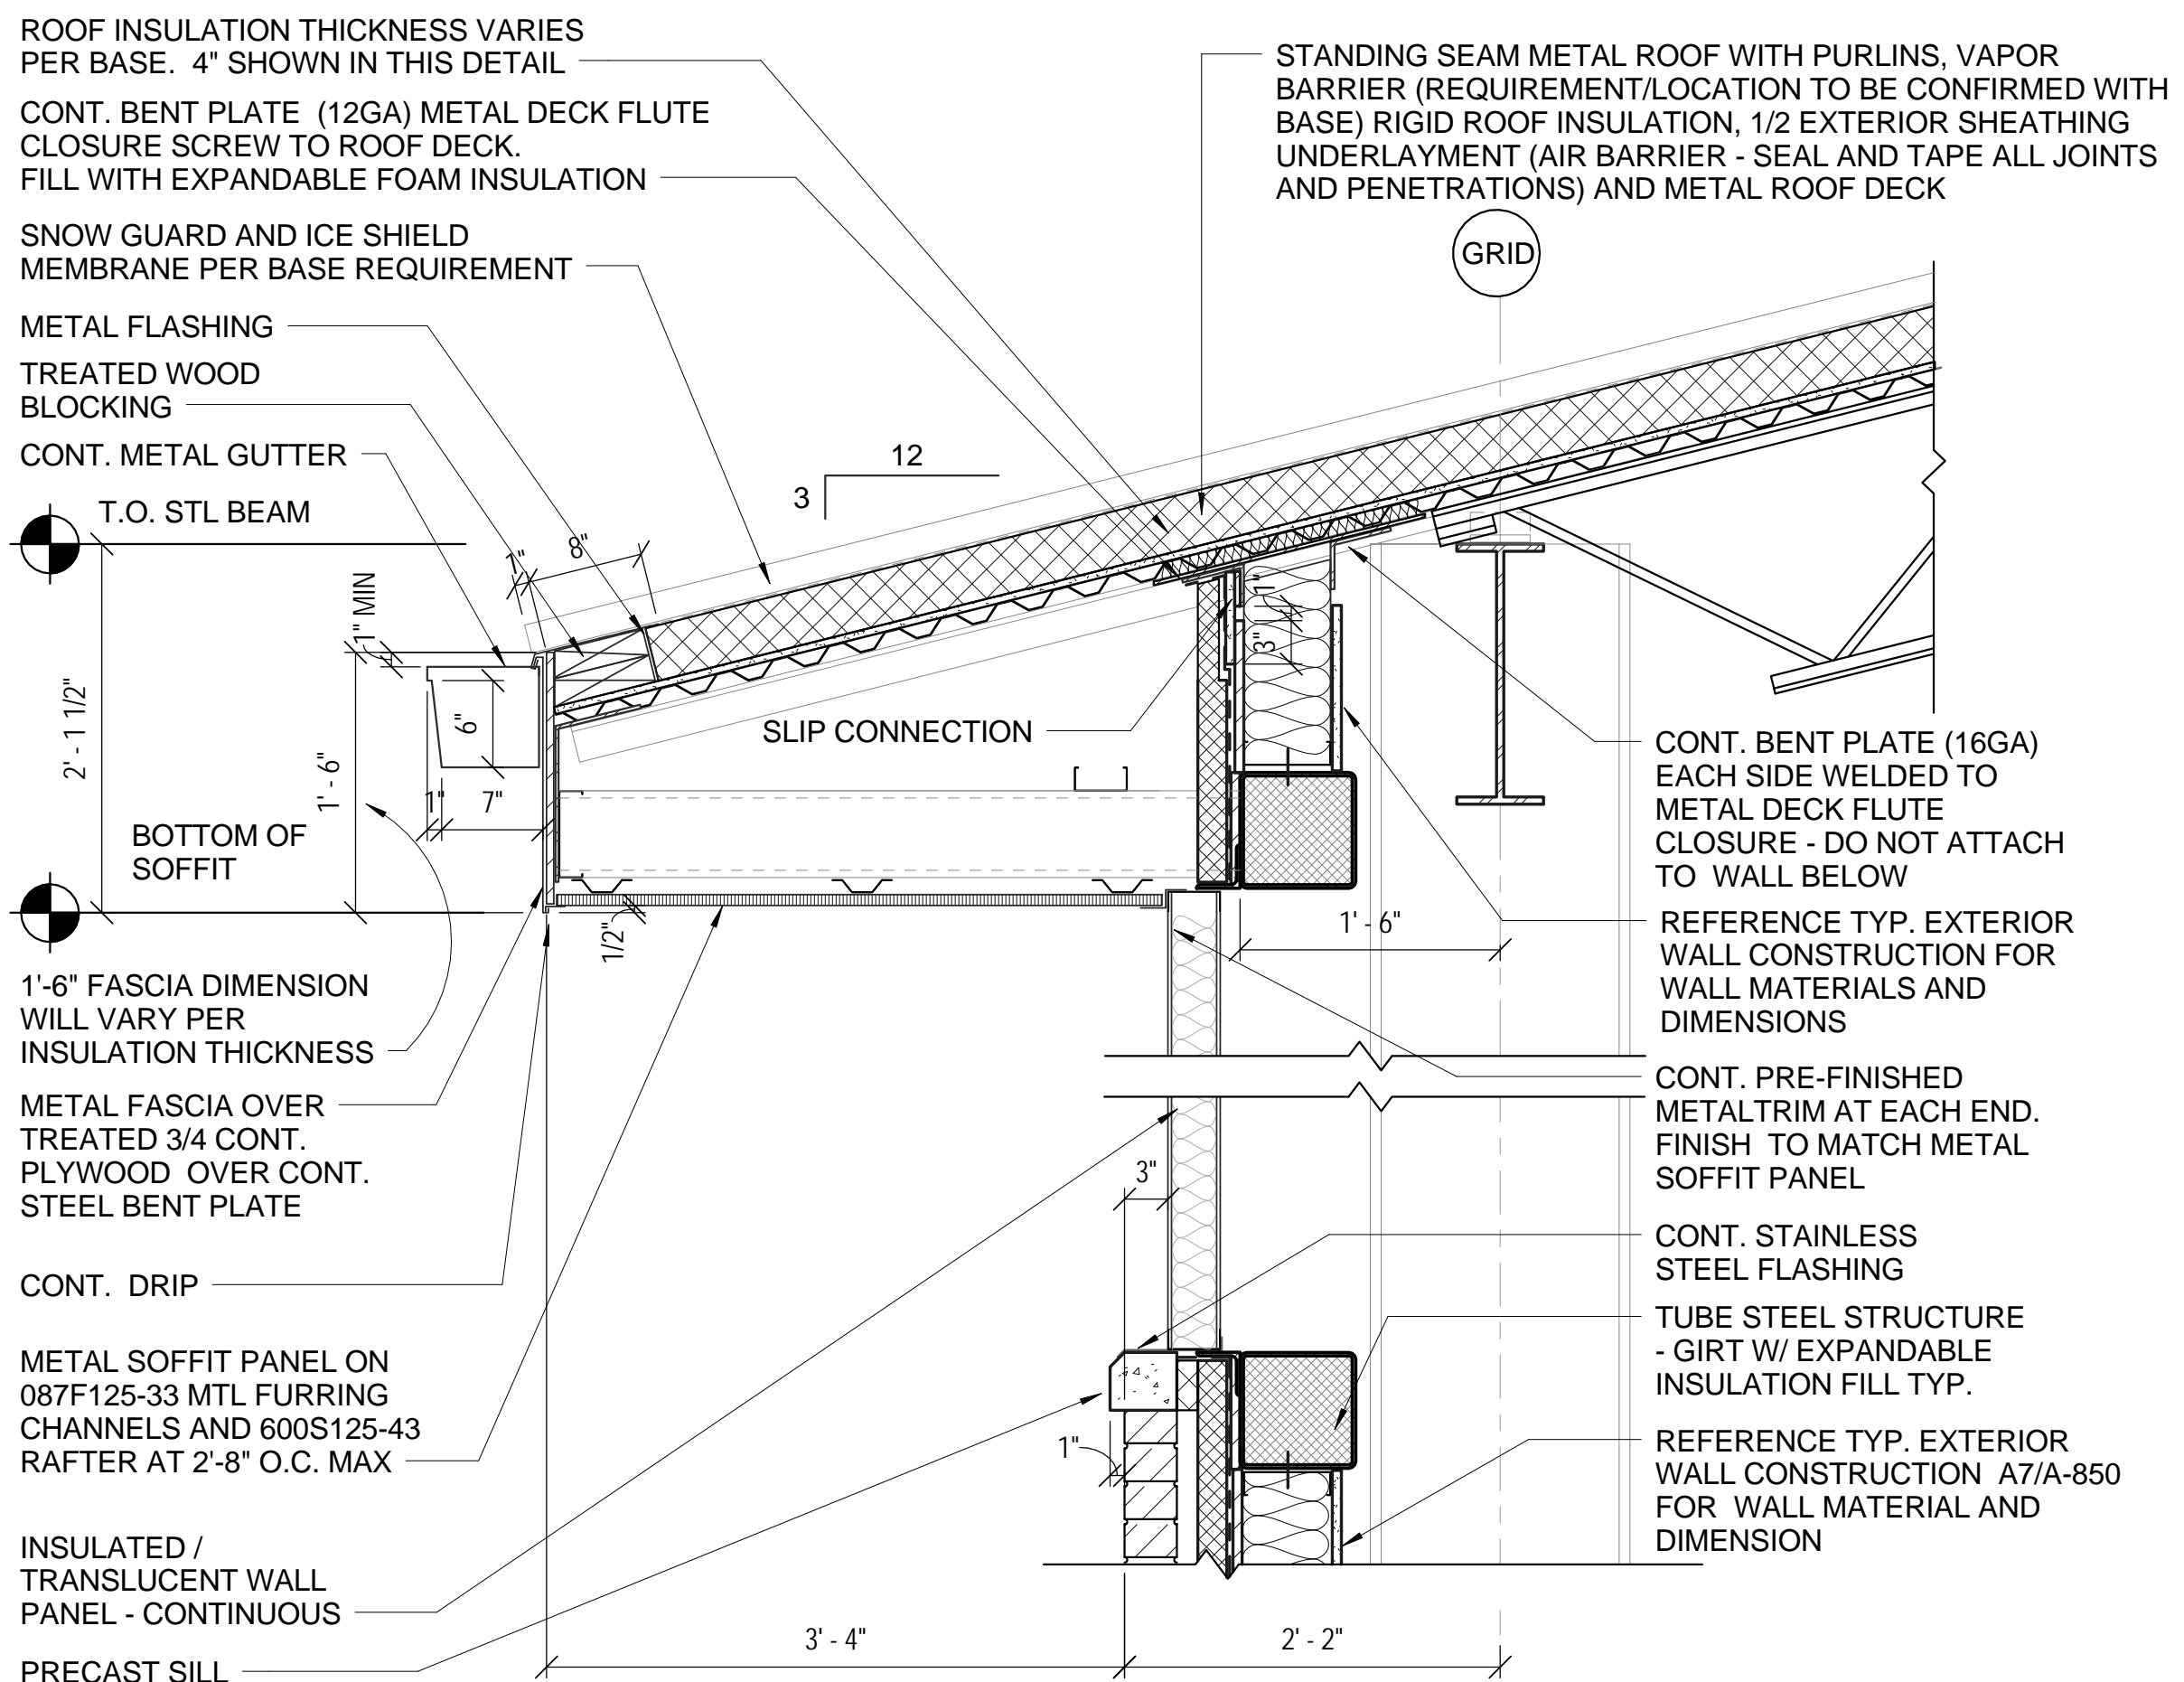 ROOF INSULATION THICKNESS VARIES
PER BASE.  4" SHOWN IN THIS DETAIL
CONT. BENT PLATE  (12GA) METAL DECK FLUTE
CLOSURE SCREW TO ROOF DECK.
FILL WITH EXPANDABLE FOAM INSULATION
SNOW GUARD AND ICE SHIELD
MEMBRANE PER BASE REQUIREMENT
METAL FLASHING
TREATED WOOD
BLOCKING
CONT. METAL GUTTER
T.O. STL BEAM
STANDING SEAM METAL ROOF WITH PURLINS, VAPOR
BARRIER (REQUIREMENT/LOCATION TO BE CONFIRMED WITH
BASE) RIGID ROOF INSULATION, 1/2 EXTERIOR SHEATHING
UNDERLAYMENT (AIR BARRIER - SEAL AND TAPE ALL JOINTS
AND PENETRATIONS) AND METAL ROOF DECK
GRID
12
3
1"
8"
1" MIN
2' - 1 1/2"
1' - 6"
6"
1"
7"
BOTTOM OF
SOFFIT
SLIP CONNECTION
1"
3"
1/2"
1' - 6"
1'-6" FASCIA DIMENSION
WILL VARY PER
INSULATION THICKNESS
METAL FASCIA OVER
TREATED 3/4 CONT.
PLYWOOD  OVER CONT.
STEEL BENT PLATE
CONT.  DRIP
METAL SOFFIT PANEL ON
087F125-33 MTL FURRING
CHANNELS AND 600S125-43
RAFTER AT 2'-8" O.C. MAX
INSULATED /
TRANSLUCENT WALL
PANEL - CONTINUOUS
PRECAST SILL
CONT. BENT PLATE (16GA)
EACH SIDE WELDED TO
METAL DECK FLUTE
CLOSURE - DO NOT ATTACH
TO  WALL BELOW
REFERENCE TYP. EXTERIOR
WALL CONSTRUCTION FOR
WALL MATERIALS AND
DIMENSIONS
CONT. PRE-FINISHED
METALTRIM AT EACH END.
FINISH  TO MATCH METAL
SOFFIT PANEL
3"
CONT. STAINLESS
STEEL FLASHING
TUBE STEEL STRUCTURE
- GIRT W/ EXPANDABLE
INSULATION FILL TYP.
1"
REFERENCE TYP. EXTERIOR
WALL CONSTRUCTION  A7/A-850
FOR  WALL MATERIAL AND
DIMENSION
3' - 4"
2' - 2"